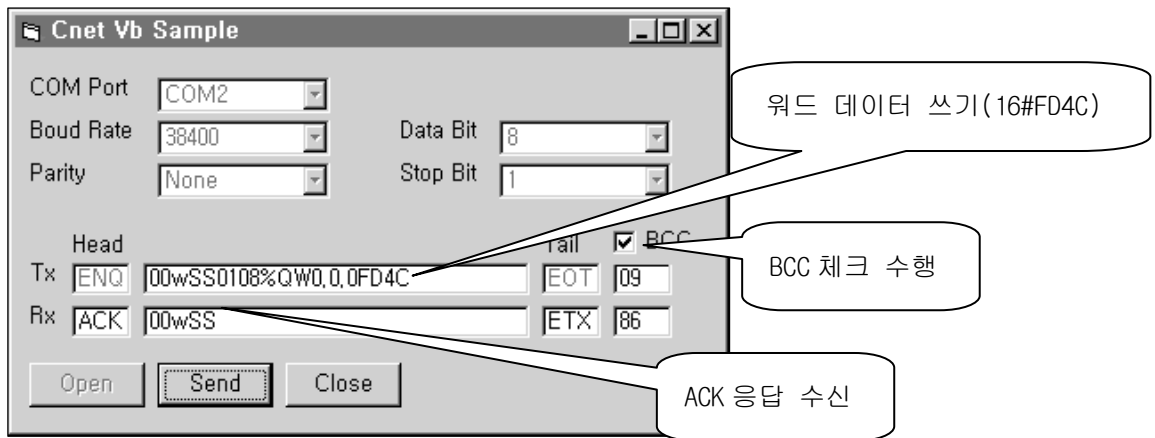 Cnet Vb Sample
COM Port COM2
Boud Rate 38400 Data Bit 8
Parity None Stop Bit 1
Head Tail BCC
Tx ENQ 00wSS0108%QW0,0,0FD4C EOT 09
Rx ACK 00wSS ETX 86
Open Send Close
워드 데이터 쓰기(16#FD4C)
BCC 체크 수행
ACK 응답 수신